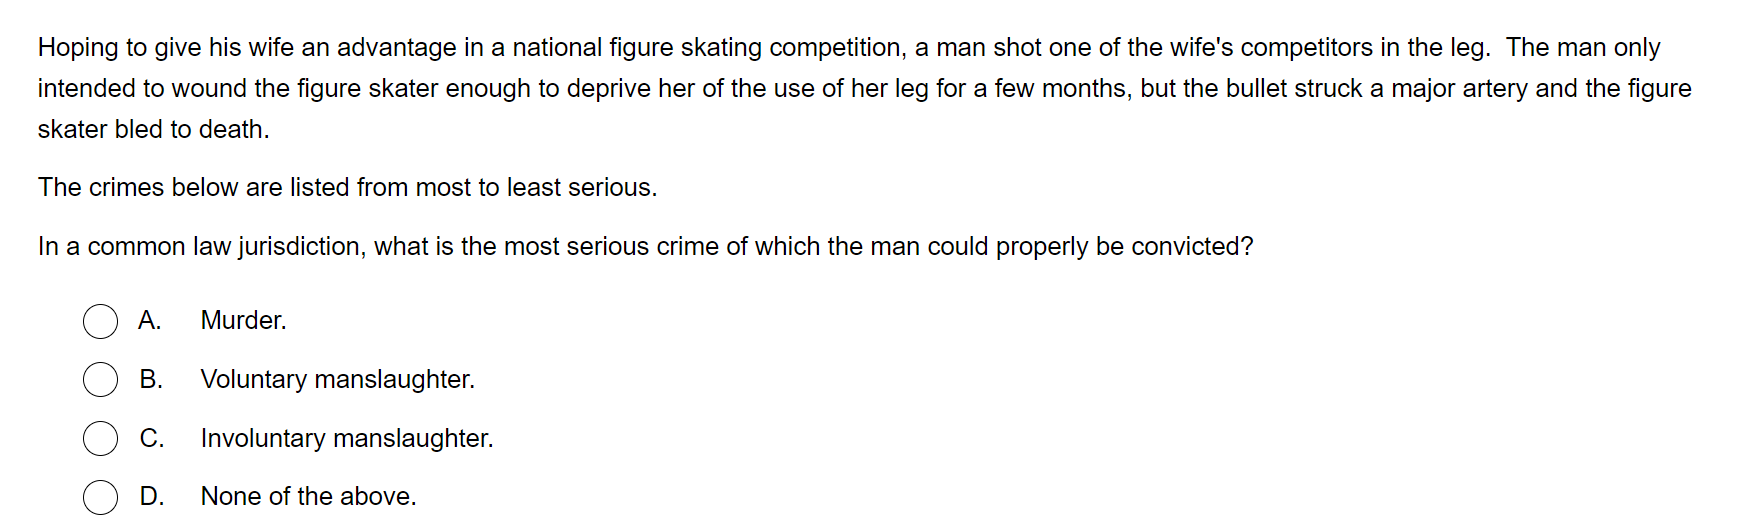 Hoping to give his wife an advantage in a national figure skating competition, a man shot one of the wife's competitors in the leg.  The man only
intended to wound the figure skater enough to deprive her of the use of her leg for a few months, but the bullet struck a major artery and the figure
skater bled to death.
The crimes below are listed from most to least serious.
In a common law jurisdiction, what is the most serious crime of which the man could properly be convicted?
A. Murder.
B. Voluntary manslaughter.
C. Involuntary manslaughter.
D. None of the above.